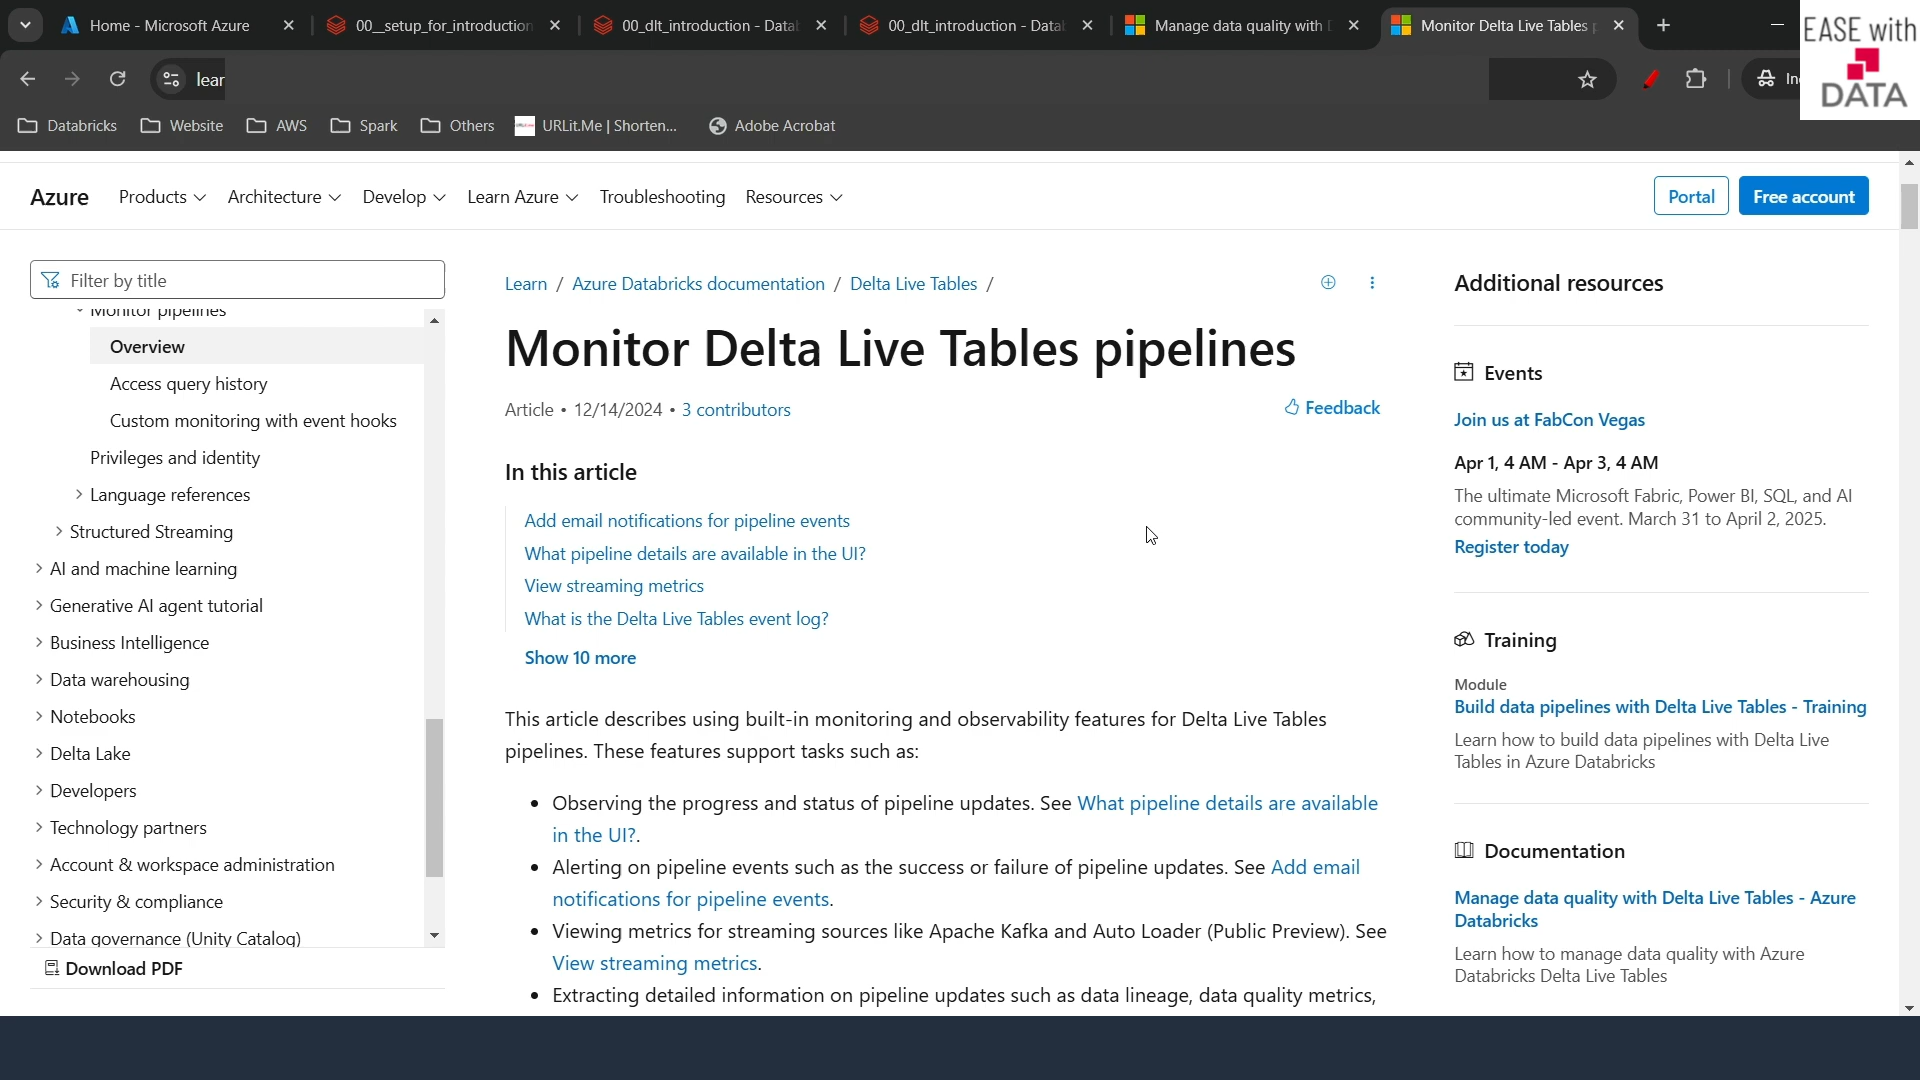 Home - Microsoft Azure
00__setup_for_introduction
00_dlt_introduction - Datab
00_dlt_introduction - Datab
Manage data quality with D
Monitor Delta Live Tables p
EASE with
DATA
lear
Databricks
Website
AWS
Spark
Others
URLit.Me | Shorten...
Adobe Acrobat
Azure
Products
Architecture
Develop
Learn Azure
Troubleshooting
Resources
Portal
Free account
Filter by title
Monitor pipelines
Overview
Access query history
Custom monitoring with event hooks
Privileges and identity
Language references
Structured Streaming
AI and machine learning
Generative AI agent tutorial
Business Intelligence
Data warehousing
Notebooks
Delta Lake
Developers
Technology partners
Account & workspace administration
Security & compliance
Data governance (Unity Catalog)
Download PDF
Learn / Azure Databricks documentation / Delta Live Tables /
Monitor Delta Live Tables pipelines
Article • 12/14/2024 • 3 contributors
Feedback
In this article
Add email notifications for pipeline events
What pipeline details are available in the UI?
View streaming metrics
What is the Delta Live Tables event log?
Show 10 more
This article describes using built-in monitoring and observability features for Delta Live Tables
pipelines. These features support tasks such as:
• Observing the progress and status of pipeline updates. See What pipeline details are available
in the UI?.
• Alerting on pipeline events such as the success or failure of pipeline updates. See Add email
notifications for pipeline events.
• Viewing metrics for streaming sources like Apache Kafka and Auto Loader (Public Preview). See
View streaming metrics.
• Extracting detailed information on pipeline updates such as data lineage, data quality metrics,
Additional resources
Events
Join us at FabCon Vegas
Apr 1, 4 AM - Apr 3, 4 AM
The ultimate Microsoft Fabric, Power BI, SQL, and AI
community-led event. March 31 to April 2, 2025.
Register today
Training
Module
Build data pipelines with Delta Live Tables - Training
Learn how to build data pipelines with Delta Live
Tables in Azure Databricks
Documentation
Manage data quality with Delta Live Tables - Azure
Databricks
Learn how to manage data quality with Azure
Databricks Delta Live Tables